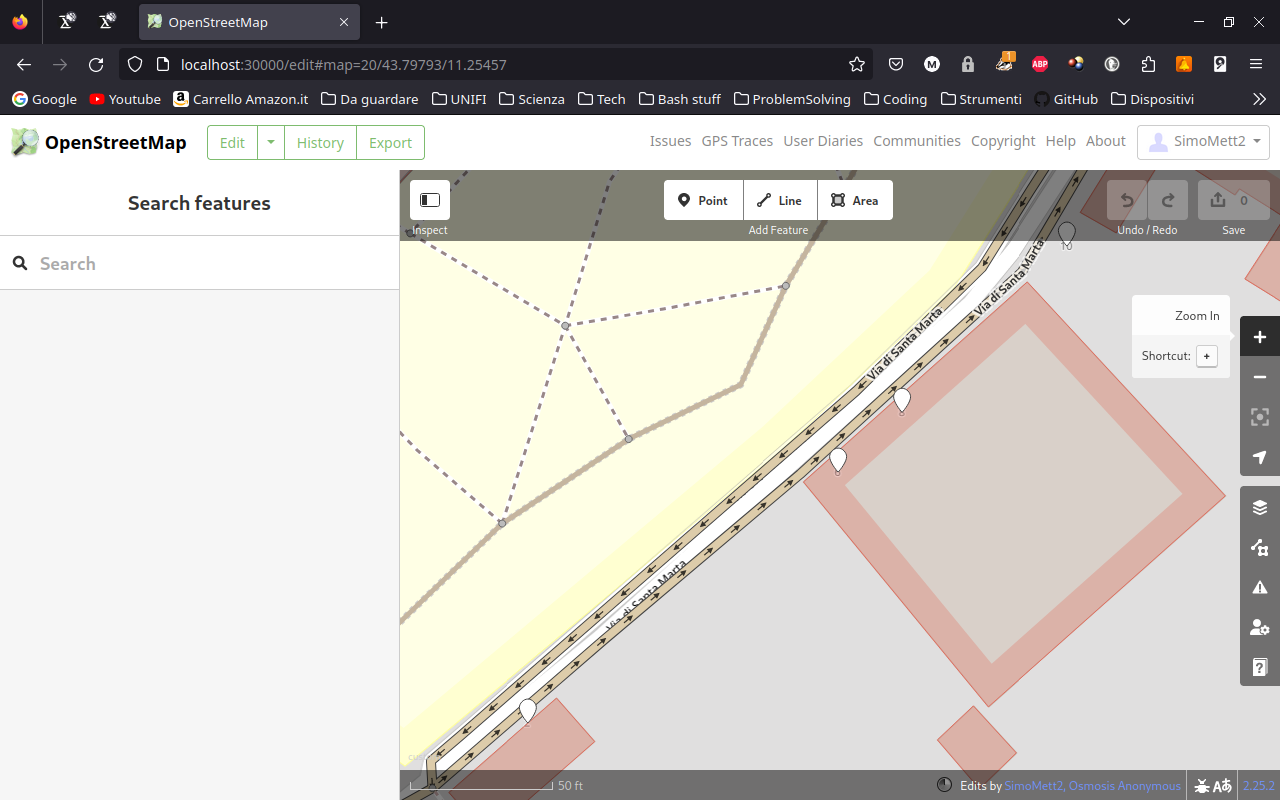 OpenStreetMap
localhost:30000/edit#map=20/43.79793/11.25457
M
ABP
Google
Youtube
Carrello Amazon.it
Da guardare
UNIFI
Scienza
Tech
Bash stuff
ProblemSolving
Coding
Strumenti
GitHub
Dispositivi
OpenStreetMap
Edit
History
Export
Issues
GPS Traces
User Diaries
Communities
Copyright
Help
About
SimoMett2
Search features
Search
Inspect
Point
Line
Area
Add Feature
Undo / Redo
0
Save
10
Via di Santa Marta
Via di Santa Marta
Via di Santa Marta
Zoom In
Shortcut: +
50 ft
Edits by SimoMett2, Osmosis Anonymous
2.25.2